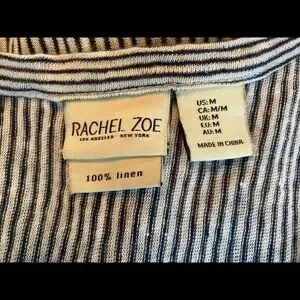 RACHEL ZOE
LOS ANGELES NEW YORK
100% linen
US:M
CA:M/M
UK:M
EU:M
AU:M
MADE IN CHINA